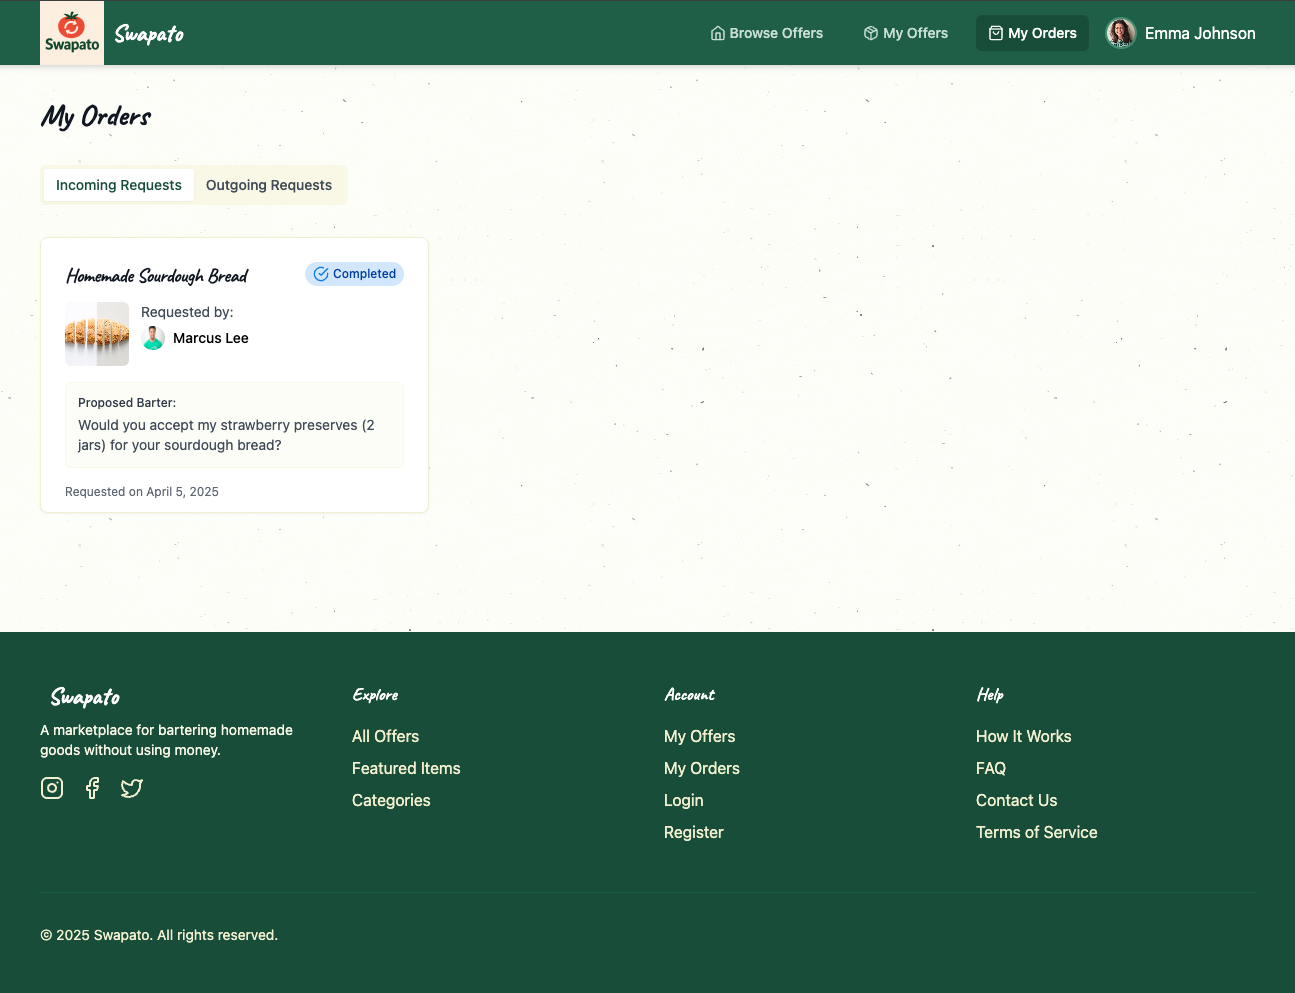 Swapato
Swapato
Browse Offers
My Offers
My Orders
Emma Johnson
My Orders
Incoming Requests
Outgoing Requests
Homemade Sourdough Bread
Completed
Requested by:
Marcus Lee
Proposed Barter:
Would you accept my strawberry preserves (2
jars) for your sourdough bread?
Requested on April 5, 2025
Swapato
A marketplace for bartering homemade
goods without using money.
Explore
All Offers
Featured Items
Categories
Account
My Offers
My Orders
Login
Register
Help
How It Works
FAQ
Contact Us
Terms of Service
© 2025 Swapato. All rights reserved.